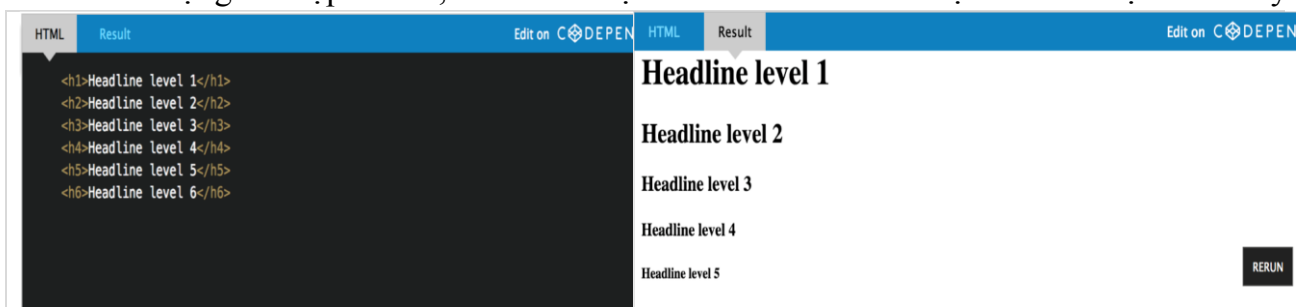 HTML Result Edit on CODEPEN
<h1>Headline level 1</h1>
<h2>Headline level 2</h2>
<h3>Headline level 3</h3>
<h4>Headline level 4</h4>
<h5>Headline level 5</h5>
<h6>Headline level 6</h6>
HTML Result Edit on CODEPEN
Headline level 1
Headline level 2
Headline level 3
Headline level 4
Headline level 5
RERUN